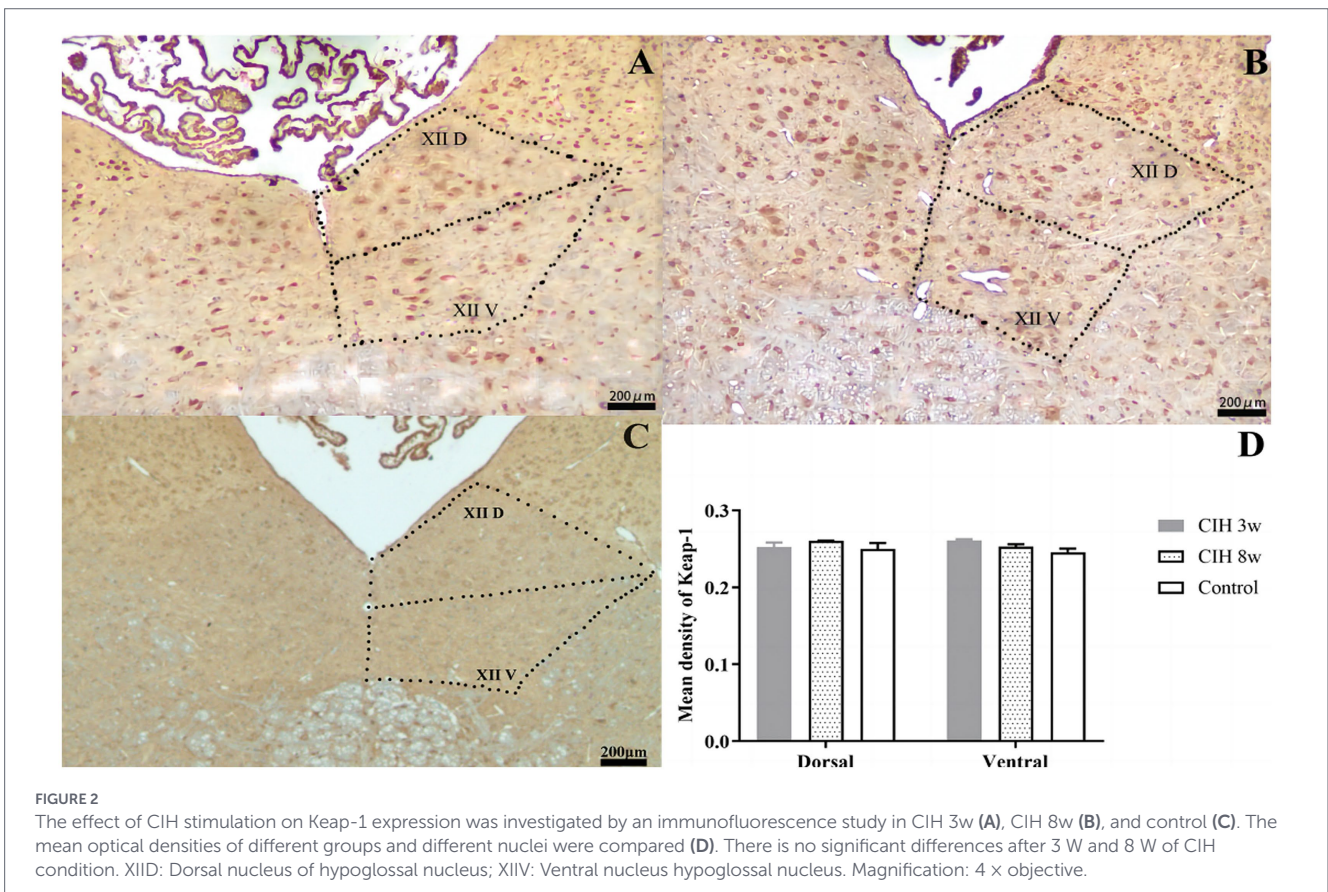 A
XII D
XII V
200 μm
B
XII D
XII V
200 μm
C
XII D
XII V
200μm
D
Mean density of Keap-1
0.3
0.2
0.1
0.0
Dorsal
Ventral
CIH 3w
CIH 8w
Control
FIGURE 2
The effect of CIH stimulation on Keap-1 expression was investigated by an immunofluorescence study in CIH 3w (A), CIH 8w (B), and control (C). The
mean optical densities of different groups and different nuclei were compared (D). There is no significant differences after 3 W and 8 W of CIH
condition. XIID: Dorsal nucleus of hypoglossal nucleus; XIIV: Ventral nucleus hypoglossal nucleus. Magnification: 4 × objective.